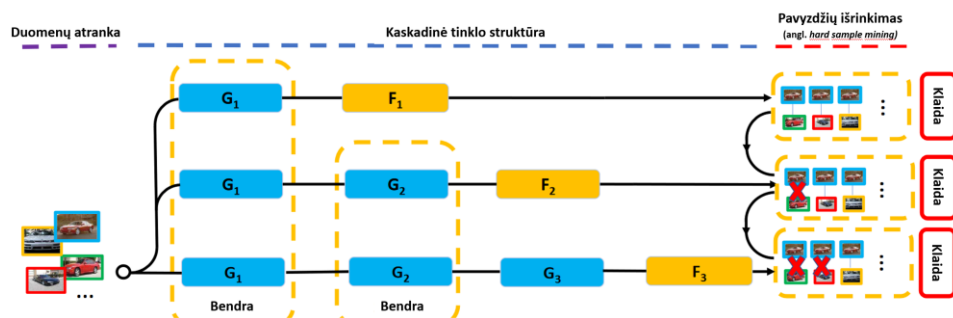 Duomenų atranka
Kaskadinė tinklo struktūra
Pavyzdžių išrinkimas
(angl. hard sample mining)
G₁
F₁
...
Klaida
G₁
G₂
F₂
...
Klaida
...
G₁
G₂
G₃
F₃
...
Klaida
Bendra
Bendra